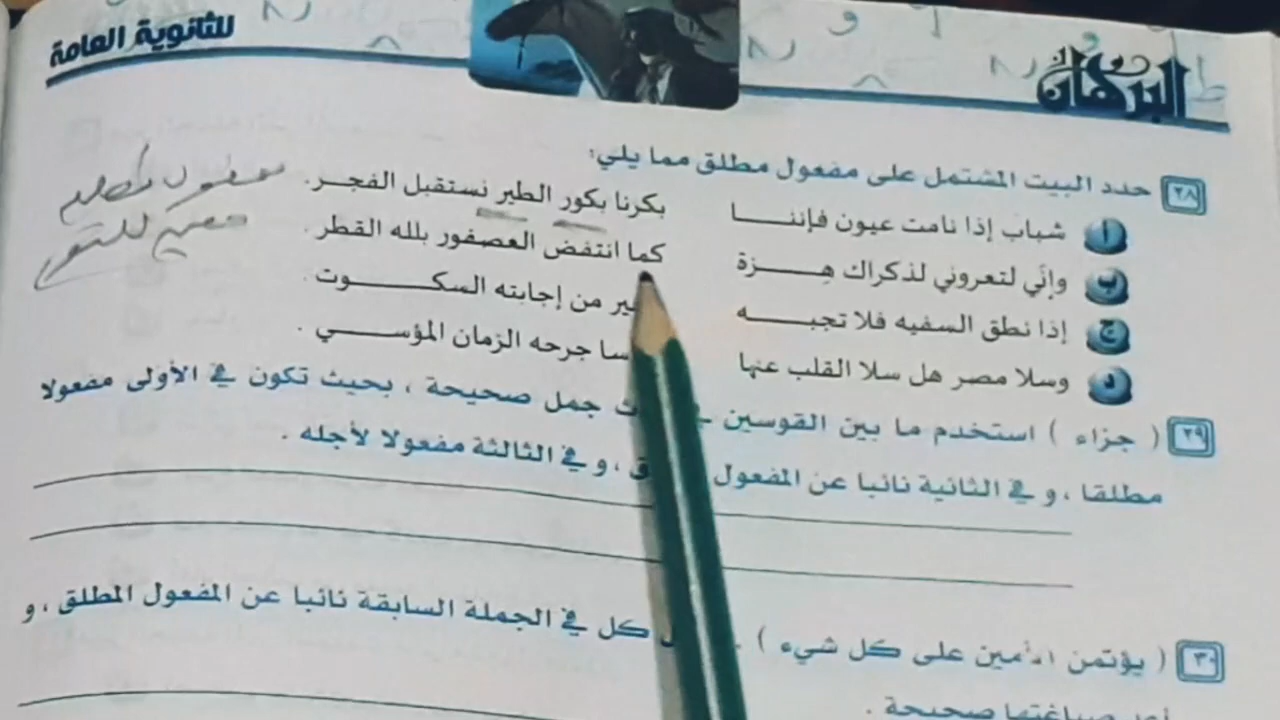 للثانوية العامة
البرهان
٢٨ حدد البيت المشتمل على مفعول مطلق مما يلي:
أ شباب إذا نامت عيون فإننا بكرنا بكور الطير نستقبل الفجر.
ب وإنّي لتعروني لذكراك هِزة كما انتفض العصفور بلله القطر.
ج إذا نطق السفيه فلا تجبه من إجابته السكوت.
د وسلا مصر هل سلا القلب عنها جرحه الزمان المؤسي.
مفعول مطلق
مبين للنوع
٢٩ ( جزاء ) استخدم ما بين القوسين جمل صحيحة ، بحيث تكون في الأولى مفعولا
مطلقا ، و في الثانية نائبا عن المفعول ، و في الثالثة مفعولا لأجله .
٣٠ ( يؤتمن الأمين على كل شيء ) . كل في الجملة السابقة نائبا عن المفعول المطلق ، و
صياغتها صحيحة .